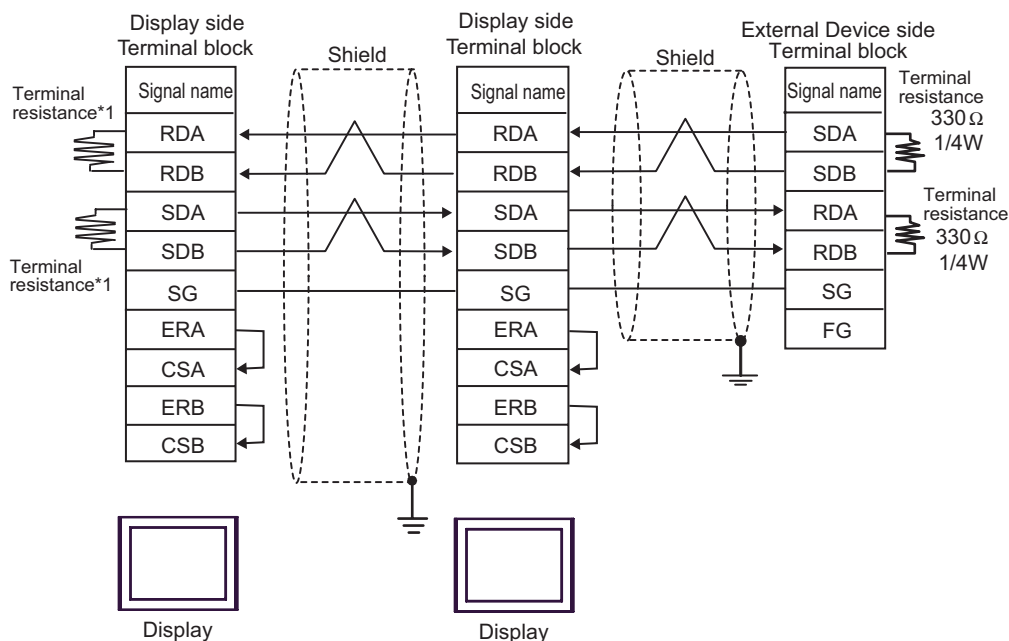 Display side
Terminal block
Display side
Terminal block
External Device side
Terminal block
Shield
Shield
Terminal
resistance*1
Terminal
resistance*1
Signal name
RDA
RDB
SDA
SDB
SG
ERA
CSA
ERB
CSB
Signal name
RDA
RDB
SDA
SDB
SG
ERA
CSA
ERB
CSB
Signal name
SDA
SDB
RDA
RDB
SG
FG
Terminal
resistance
330 Ω
1/4W
Terminal
resistance
330 Ω
1/4W
Display
Display